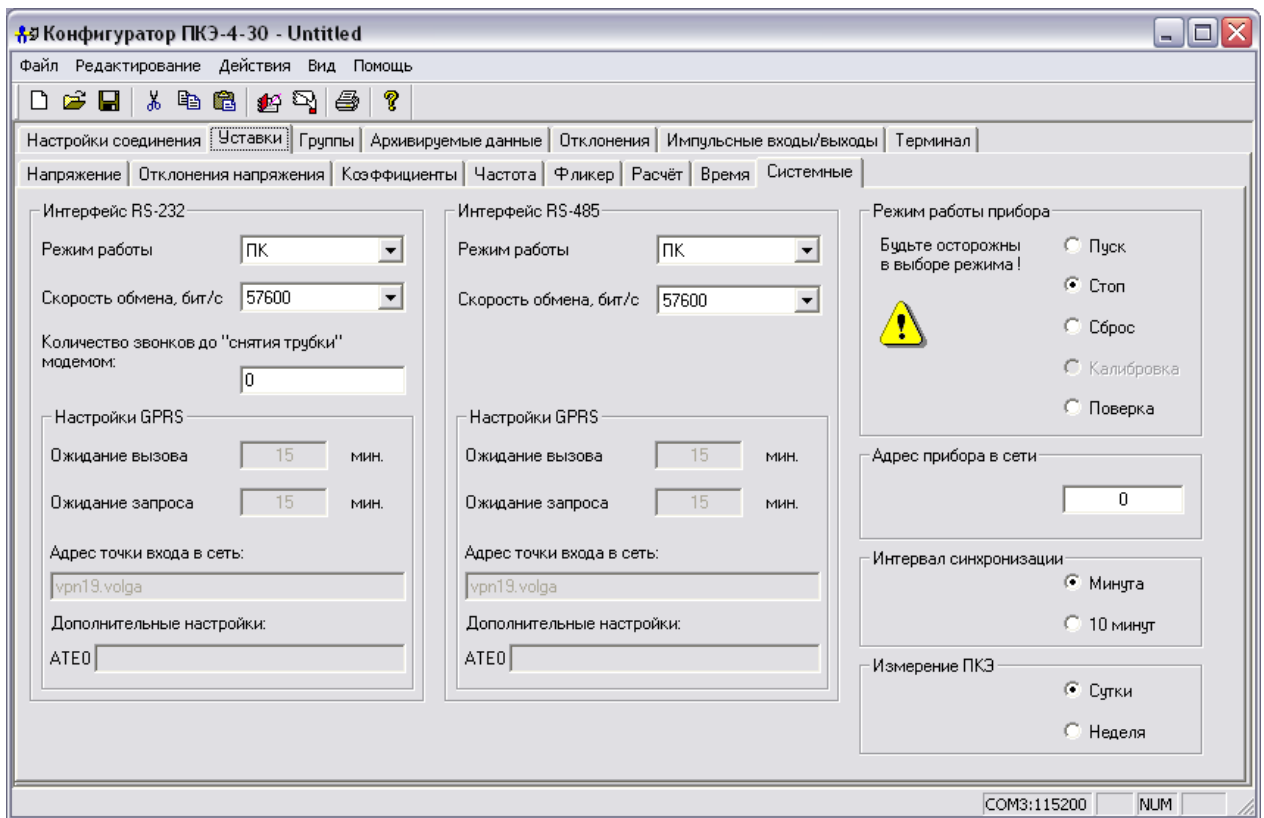 Конфигуратор ПКЭ-4-30 - Untitled
Файл Редактирование Действия Вид Помощь
Настройки соединения Уставки Группы Архивируемые данные Отклонения Импульсные входы/выходы Терминал
Напряжение Отклонения напряжения Коэффициенты Частота Фликер Расчёт Время Системные
Интерфейс RS-232
Режим работы ПК
Скорость обмена, бит/с 57600
Количество звонков до "снятия трубки"
модемом:
0
Настройки GPRS
Ожидание вызова 15 мин.
Ожидание запроса 15 мин.
Адрес точки входа в сеть:
vpn19.volga
Дополнительные настройки:
ATE0
Интерфейс RS-485
Режим работы ПК
Скорость обмена, бит/с 57600
Настройки GPRS
Ожидание вызова 15 мин.
Ожидание запроса 15 мин.
Адрес точки входа в сеть:
vpn19.volga
Дополнительные настройки:
ATE0
Режим работы прибора
Будьте осторожны
в выборе режима !
Пуск
Стоп
Сброс
Калибровка
Поверка
Адрес прибора в сети
0
Интервал синхронизации
Минута
10 минут
Измерение ПКЭ
Сутки
Неделя
COM3:115200 NUM